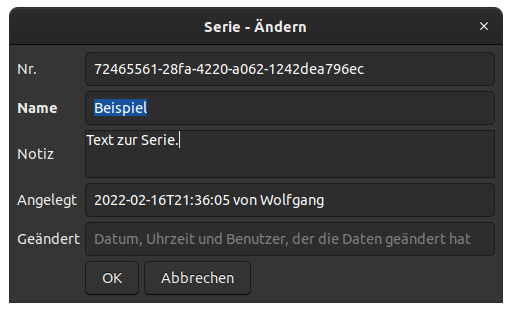 Serie - Ändern
×
Nr. 72465561-28fa-4220-a062-1242dea796ec
Name Beispiel
Notiz Text zur Serie.
Angelegt 2022-02-16T21:36:05 von Wolfgang
Geändert Datum, Uhrzeit und Benutzer, der die Daten geändert hat
OK Abbrechen